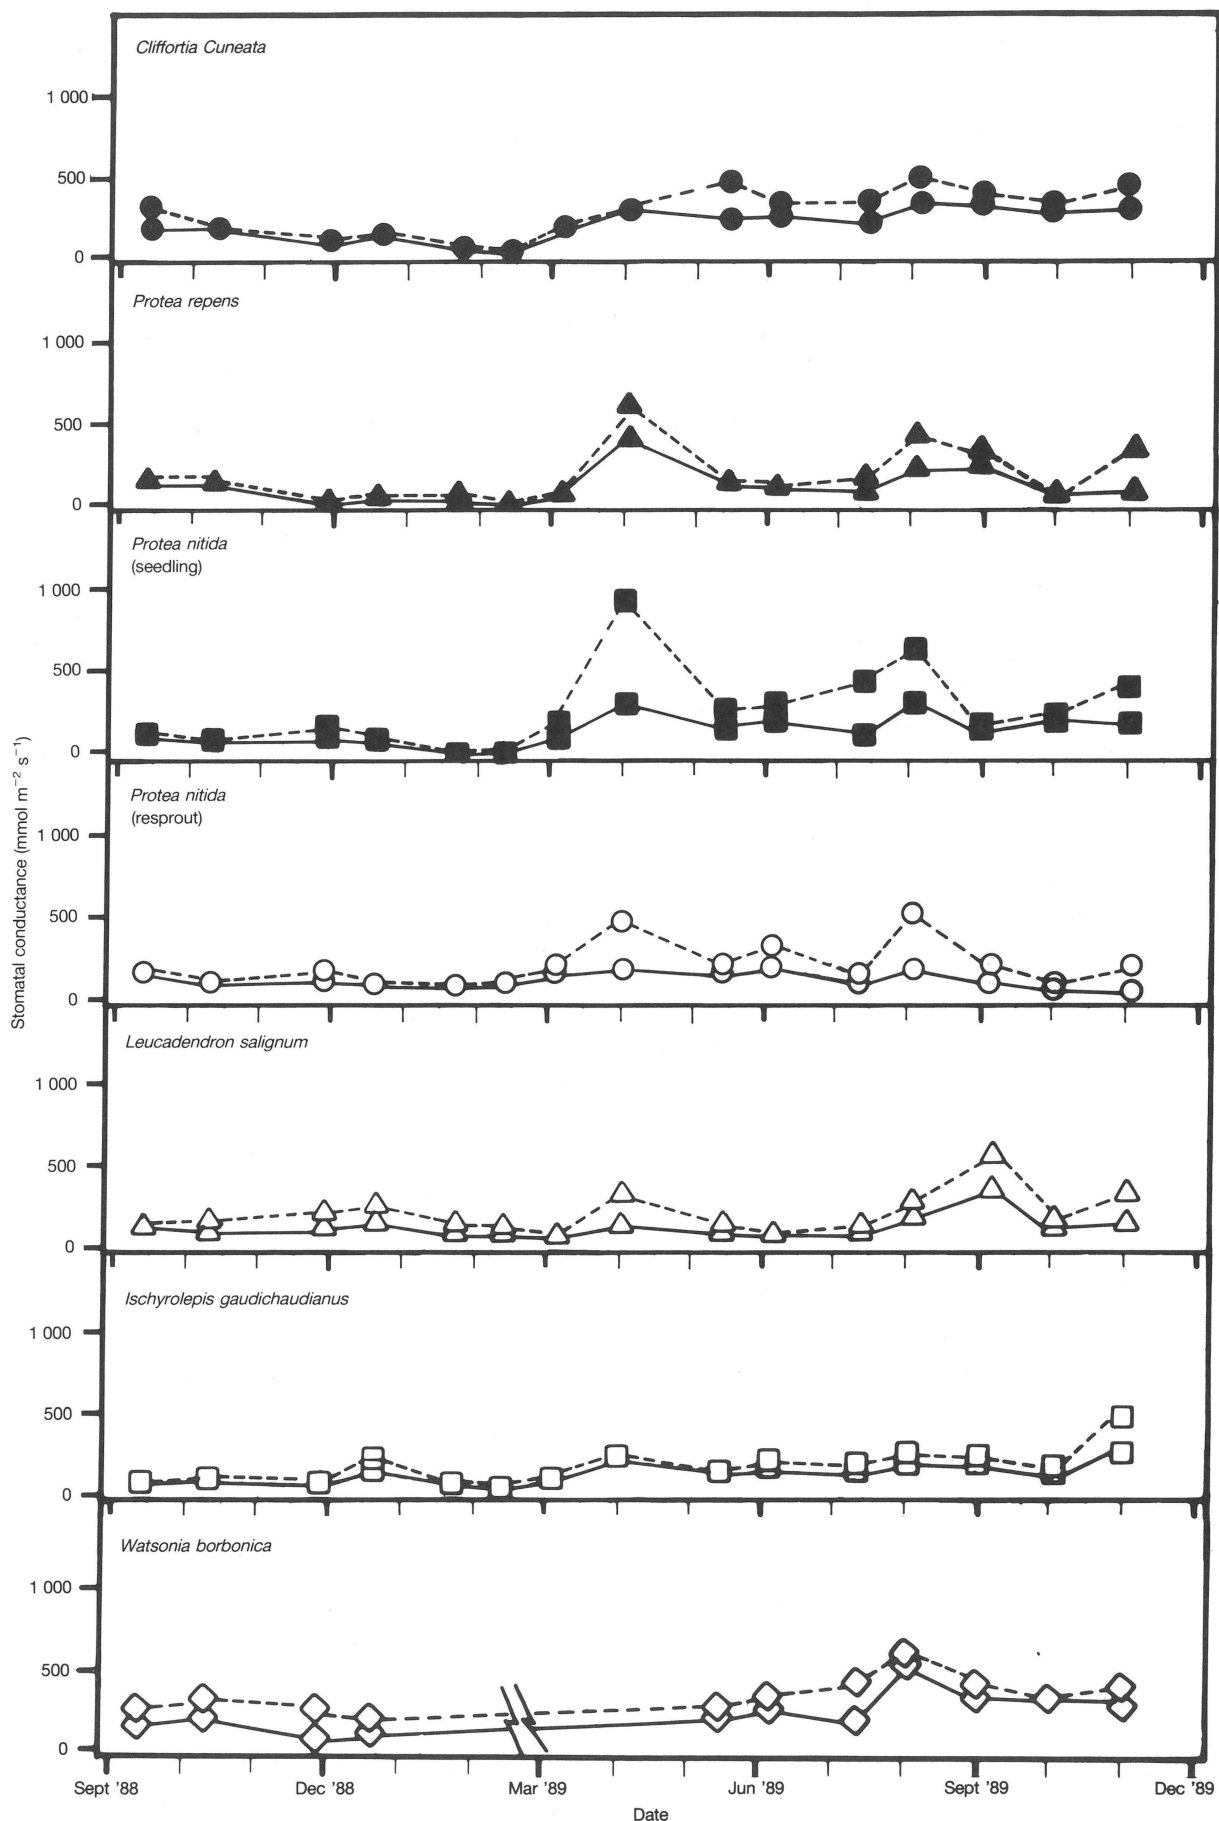 Cliffortia Cuneata
1 000
500
0
Protea repens
1 000
500
0
Protea nitida
(seedling)
1 000
500
0
Protea nitida
(resprout)
1 000
500
0
Stomatal conductance (mmol m⁻² s⁻¹)
Leucadendron salignum
1 000
500
0
Ischyrolepis gaudichaudianus
1 000
500
0
Watsonia borbonica
1 000
500
0
Sept '88 Dec '88 Mar '89 Jun '89 Sept '89 Dec '89
Date